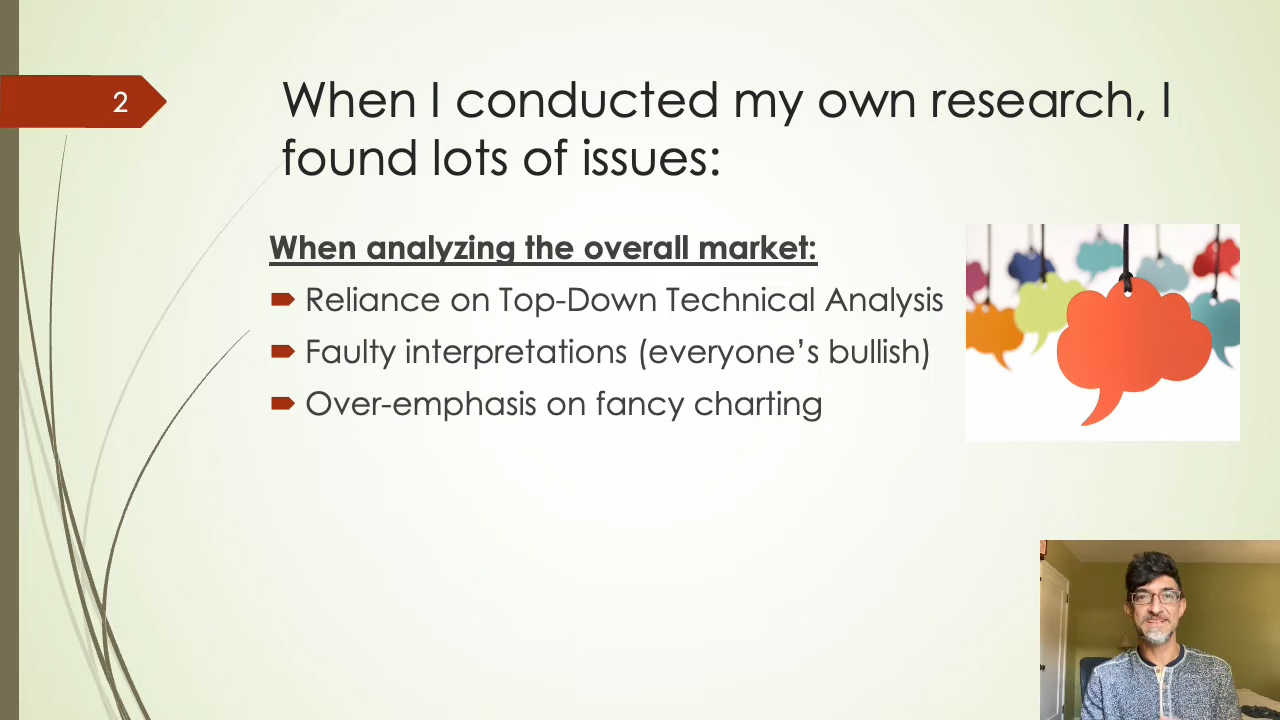 2
When I conducted my own research, I
found lots of issues:
When analyzing the overall market:
Reliance on Top-Down Technical Analysis
Faulty interpretations (everyone’s bullish)
Over-emphasis on fancy charting